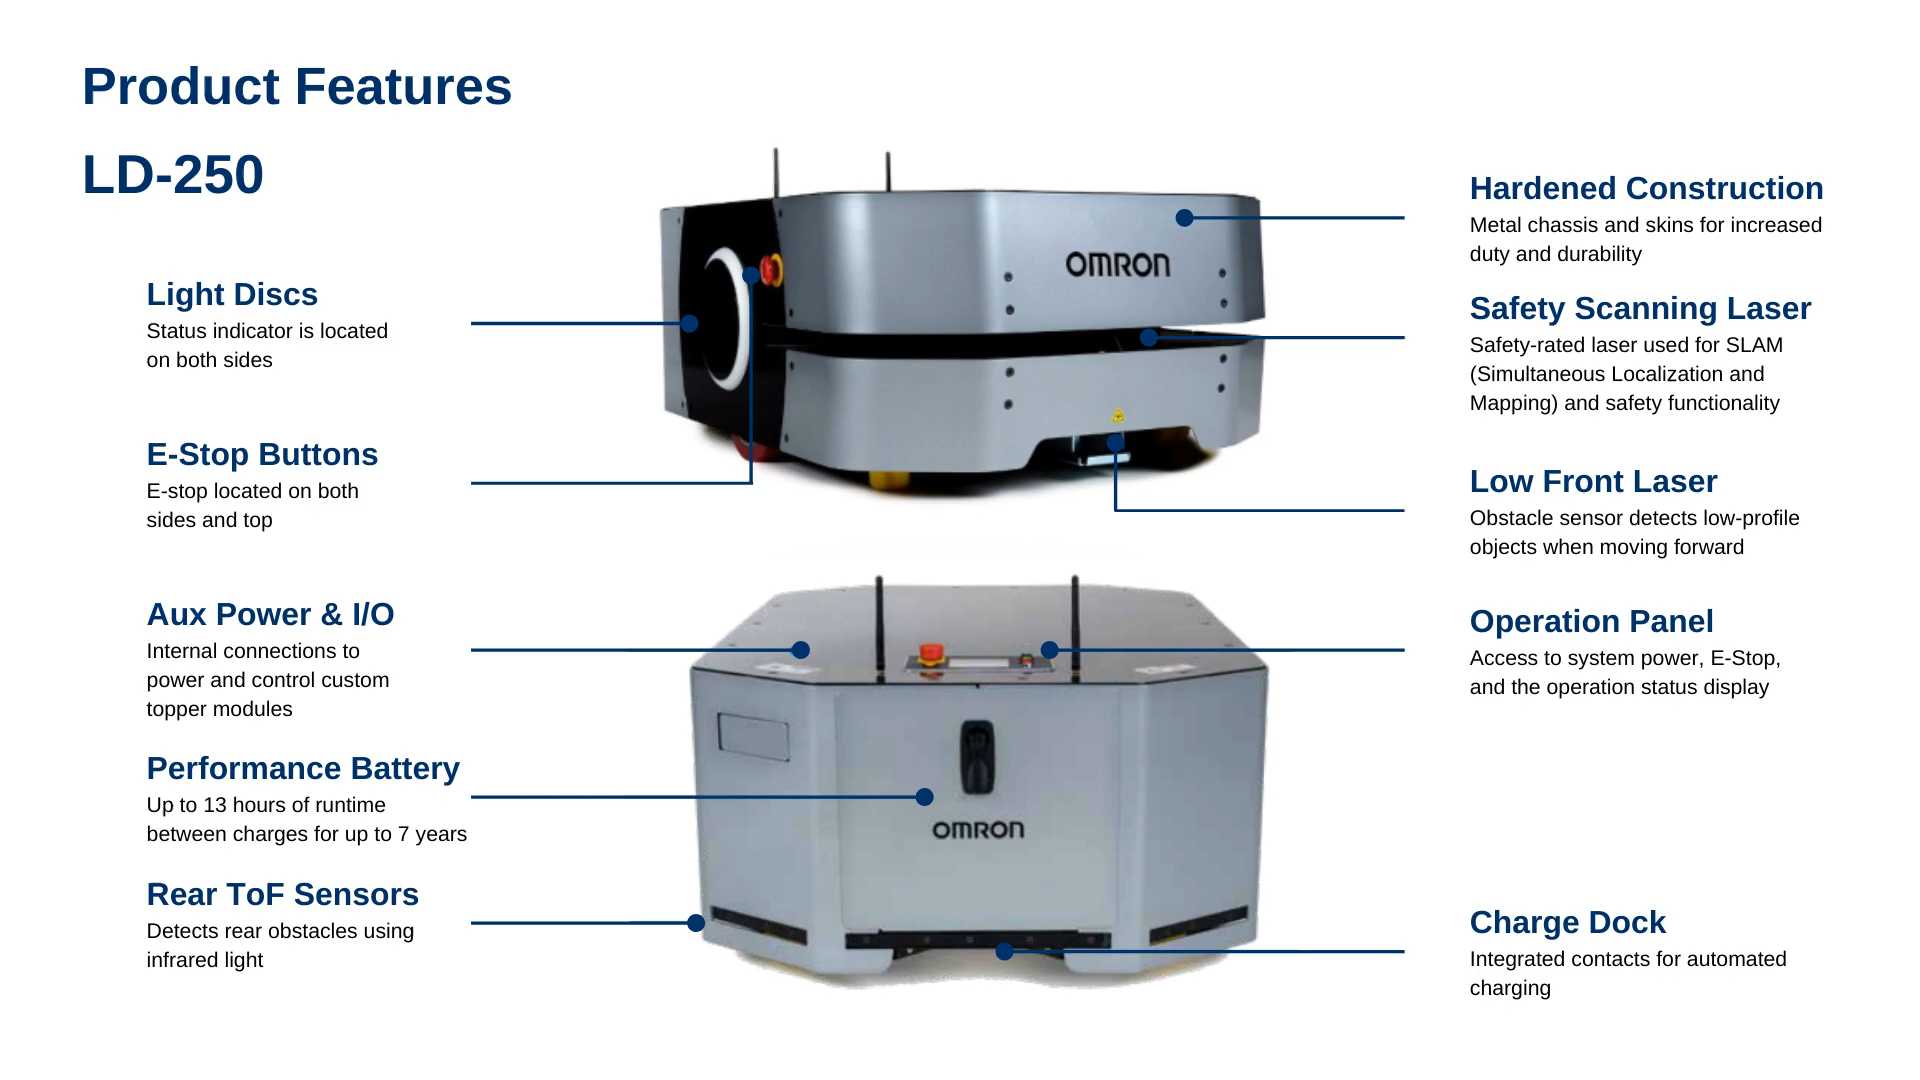 Product Features
LD-250
Light Discs
Status indicator is located
on both sides
E-Stop Buttons
E-stop located on both
sides and top
Aux Power & I/O
Internal connections to
power and control custom
topper modules
Performance Battery
Up to 13 hours of runtime
between charges for up to 7 years
Rear ToF Sensors
Detects rear obstacles using
infrared light
OMRON
OMRON
Hardened Construction
Metal chassis and skins for increased
duty and durability
Safety Scanning Laser
Safety-rated laser used for SLAM
(Simultaneous Localization and
Mapping) and safety functionality
Low Front Laser
Obstacle sensor detects low-profile
objects when moving forward
Operation Panel
Access to system power, E-Stop,
and the operation status display
Charge Dock
Integrated contacts for automated
charging